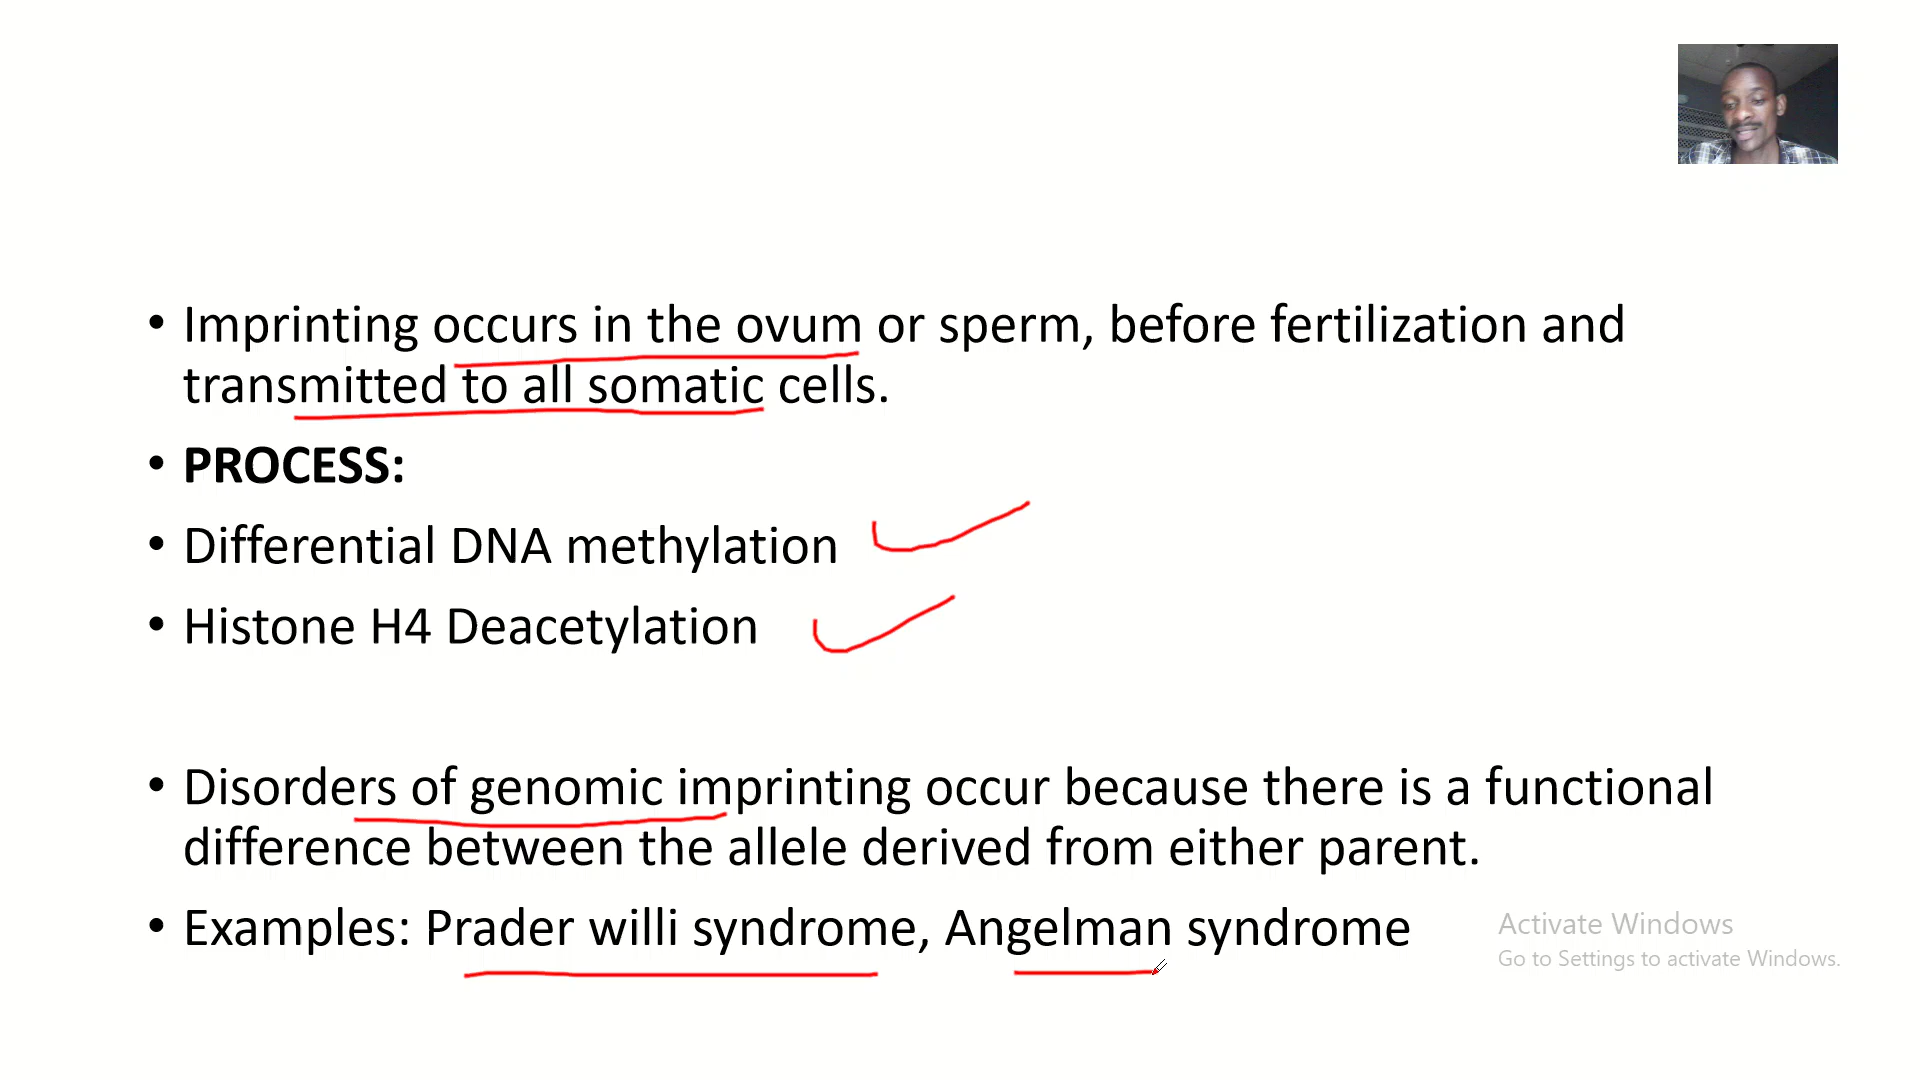 • Imprinting occurs in the ovum or sperm, before fertilization and
transmitted to all somatic cells.
• PROCESS:
• Differential DNA methylation
• Histone H4 Deacetylation
• Disorders of genomic imprinting occur because there is a functional
difference between the allele derived from either parent.
• Examples: Prader willi syndrome, Angelman syndrome
Activate Windows
Go to Settings to activate Windows.